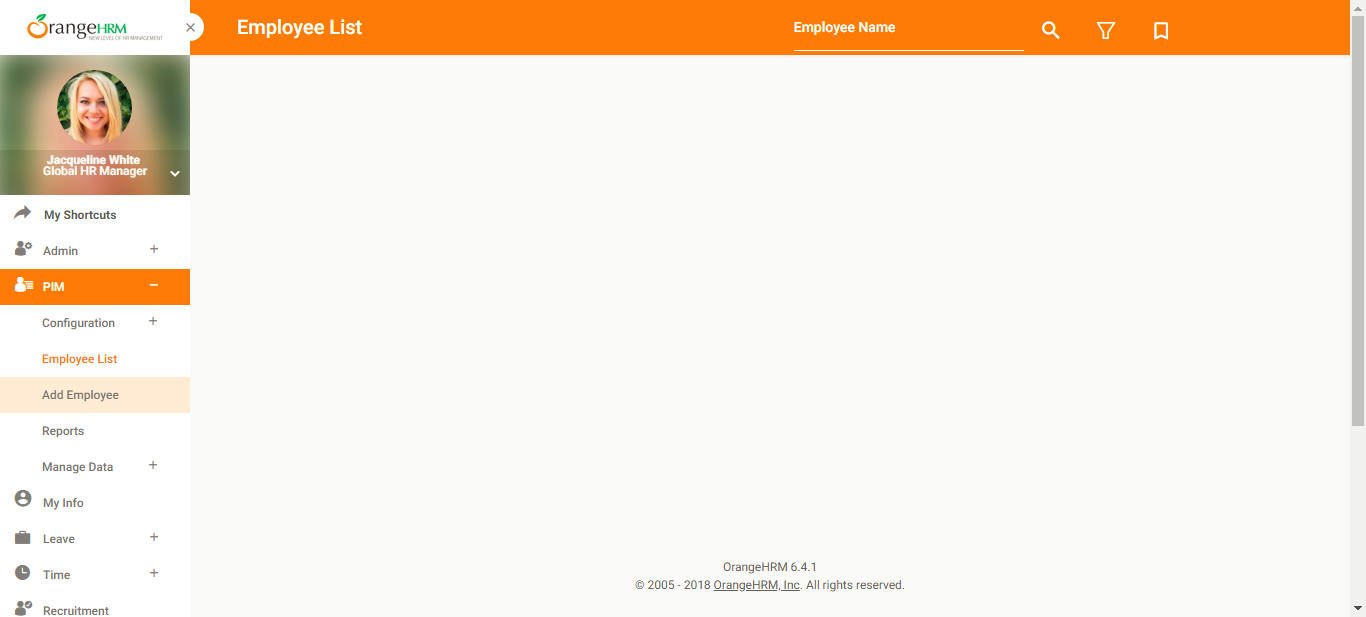 OrangeHRM
NEW LEVEL OF HR MANAGEMENT
Employee List
Employee Name
Jacqueline White
Global HR Manager
My Shortcuts
Admin
PIM
Configuration
Employee List
Add Employee
Reports
Manage Data
My Info
Leave
Time
Recruitment
OrangeHRM 6.4.1
© 2005 - 2018 OrangeHRM, Inc. All rights reserved.